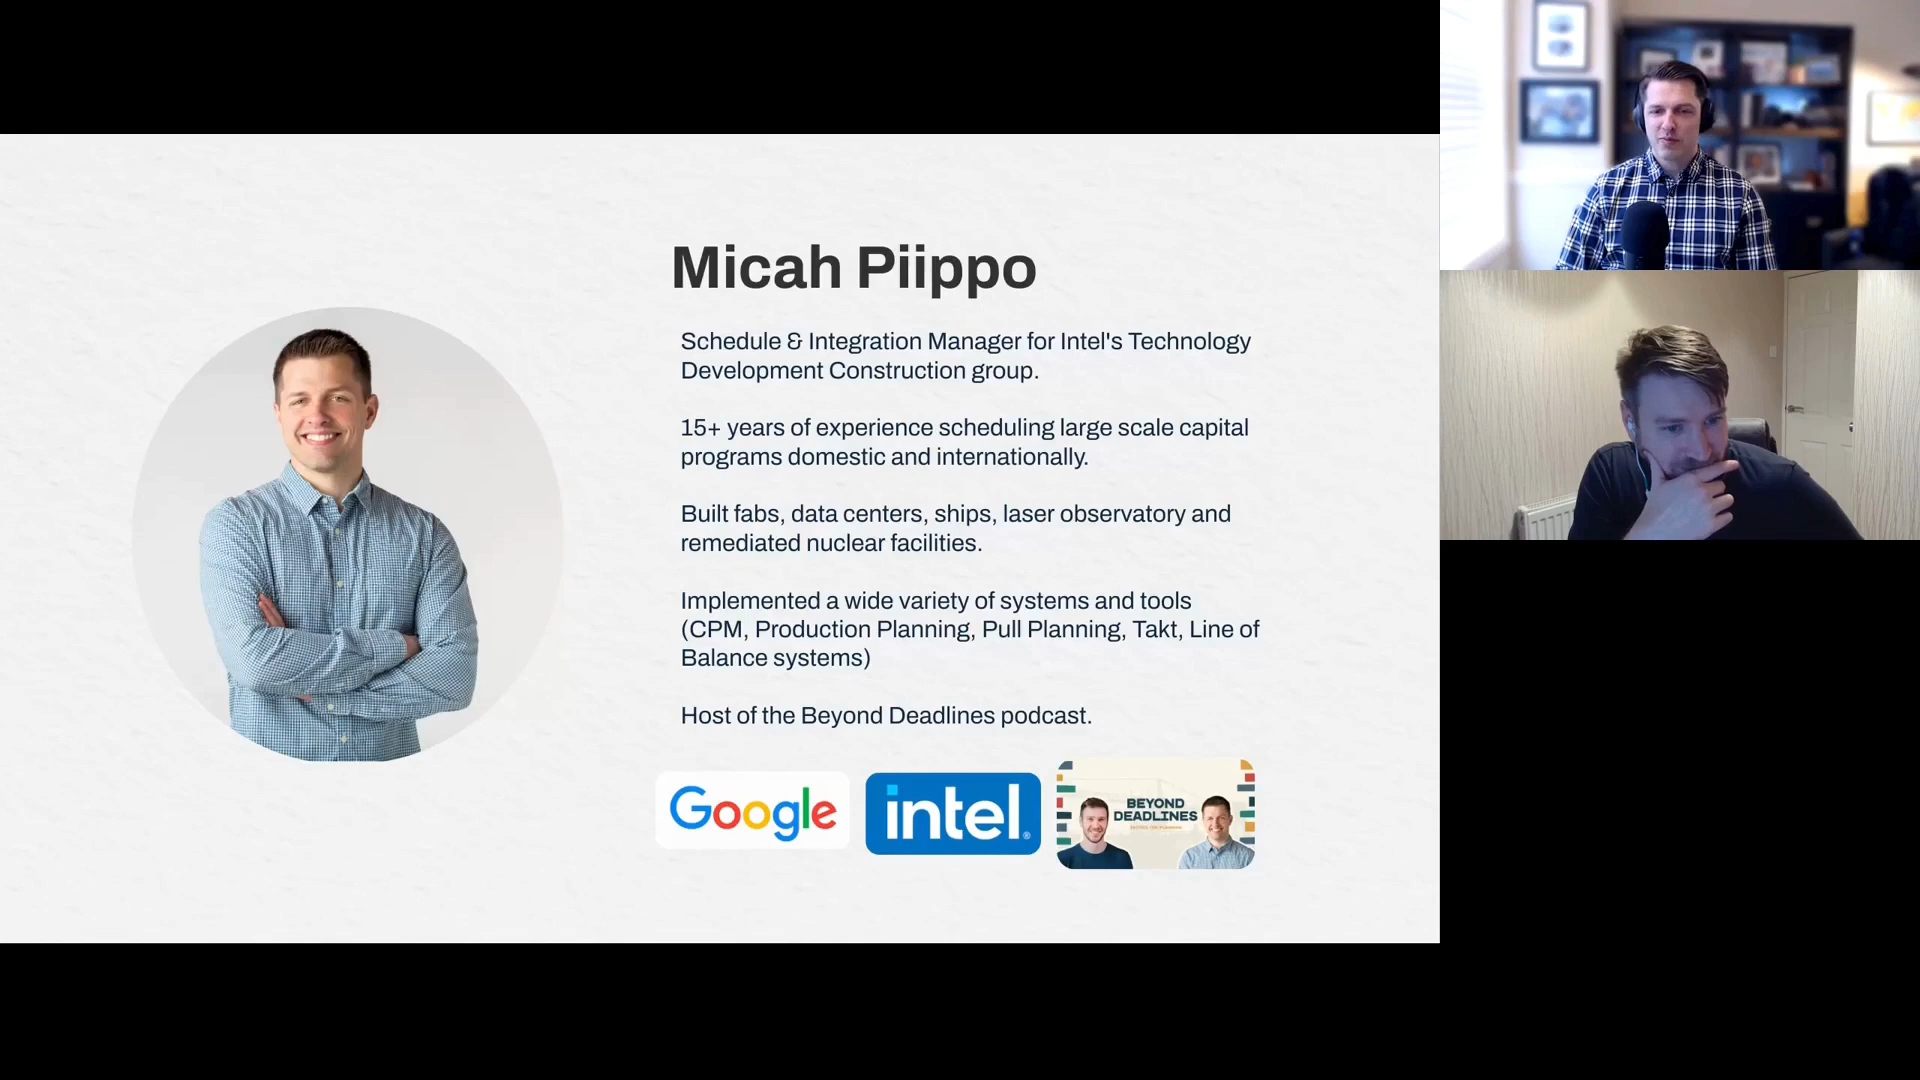 Micah Piippo
Schedule & Integration Manager for Intel's Technology
Development Construction group.
15+ years of experience scheduling large scale capital
programs domestic and internationally.
Built fabs, data centers, ships, laser observatory and
remediated nuclear facilities.
Implemented a wide variety of systems and tools
(CPM, Production Planning, Pull Planning, Takt, Line of
Balance systems)
Host of the Beyond Deadlines podcast.
Google
intel®
BEYOND
DEADLINES